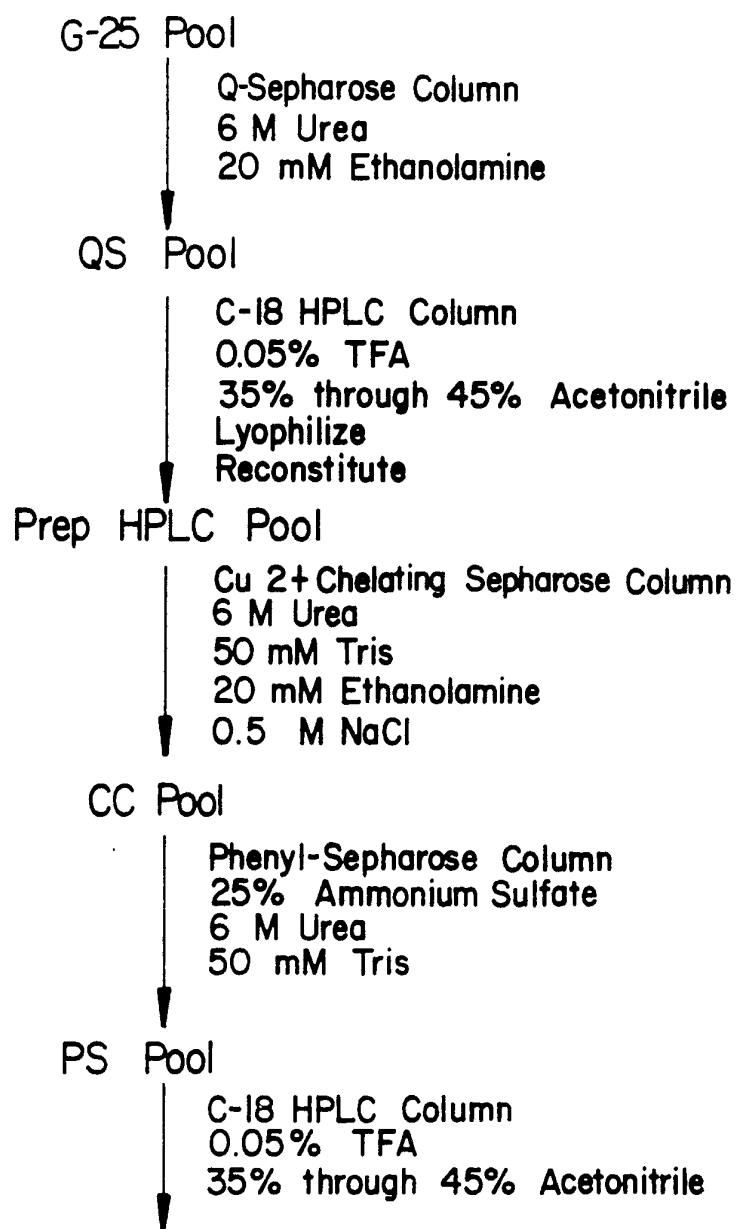 G-25 Pool
Q-Sepharose Column
6 M Urea
20 mM Ethanolamine
QS Pool
C-18 HPLC Column
0.05% TFA
35% through 45% Acetonitrile
Lyophilize
Reconstitute
Prep HPLC Pool
Cu 2+ Chelating Sepharose Column
6 M Urea
50 mM Tris
20 mM Ethanolamine
0.5 M NaCl
CC Pool
Phenyl-Sepharose Column
25% Ammonium Sulfate
6 M Urea
50 mM Tris
PS Pool
C-18 HPLC Column
0.05% TFA
35% through 45% Acetonitrile